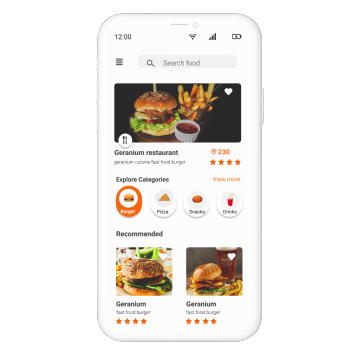 12:00
Search food
Geranium restaurant
230
geranium cuisine fast food burger
Explore Categories
View more
Burger
Pizza
Snacks
Drinks
Recommended
Geranium
Geranium
fast food burger
fast food burger